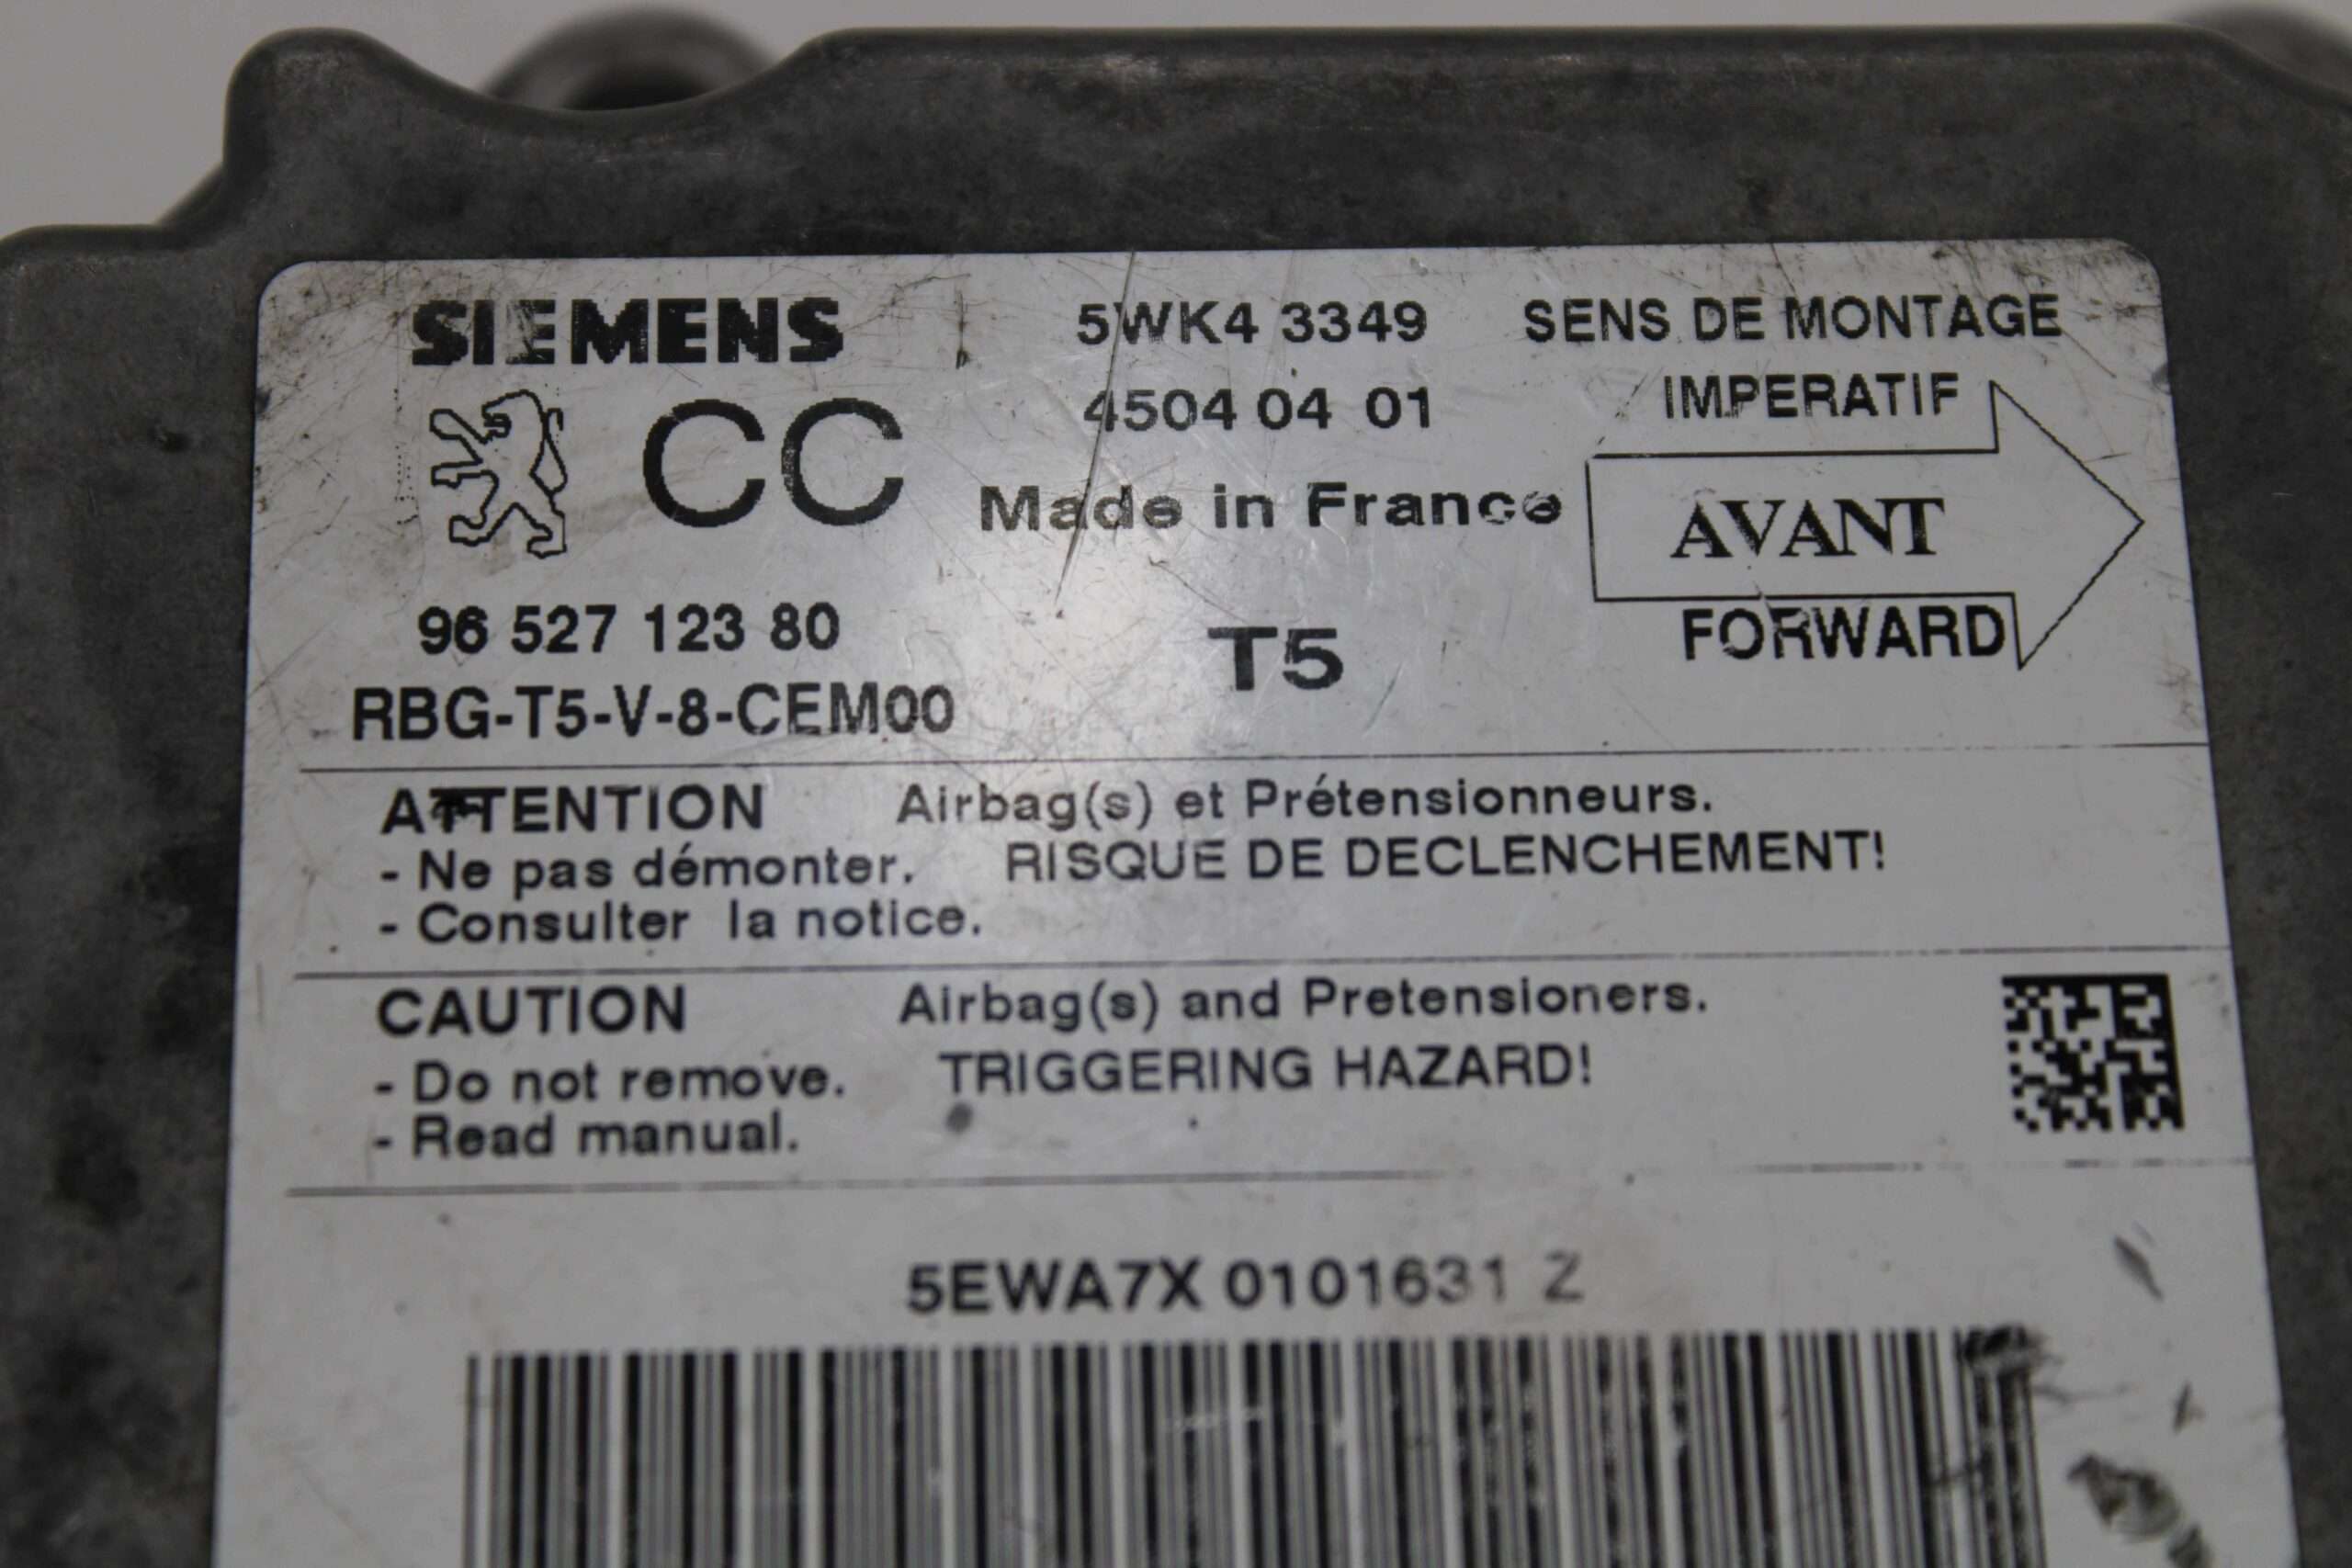 SIEMENS 5WK4 3349 SENS DE MONTAGE
CC 4504 04 01 IMPERATIF
Made in France AVANT
96 527 123 80 T5 FORWARD
RBG-T5-V-8-CEM00
ATTENTION Airbag(s) et Prétensionneurs.
- Ne pas démonter. RISQUE DE DECLENCHEMENT!
- Consulter la notice.
CAUTION Airbag(s) and Pretensioners.
- Do not remove. TRIGGERING HAZARD!
- Read manual.
5EWA7X 0101631 Z